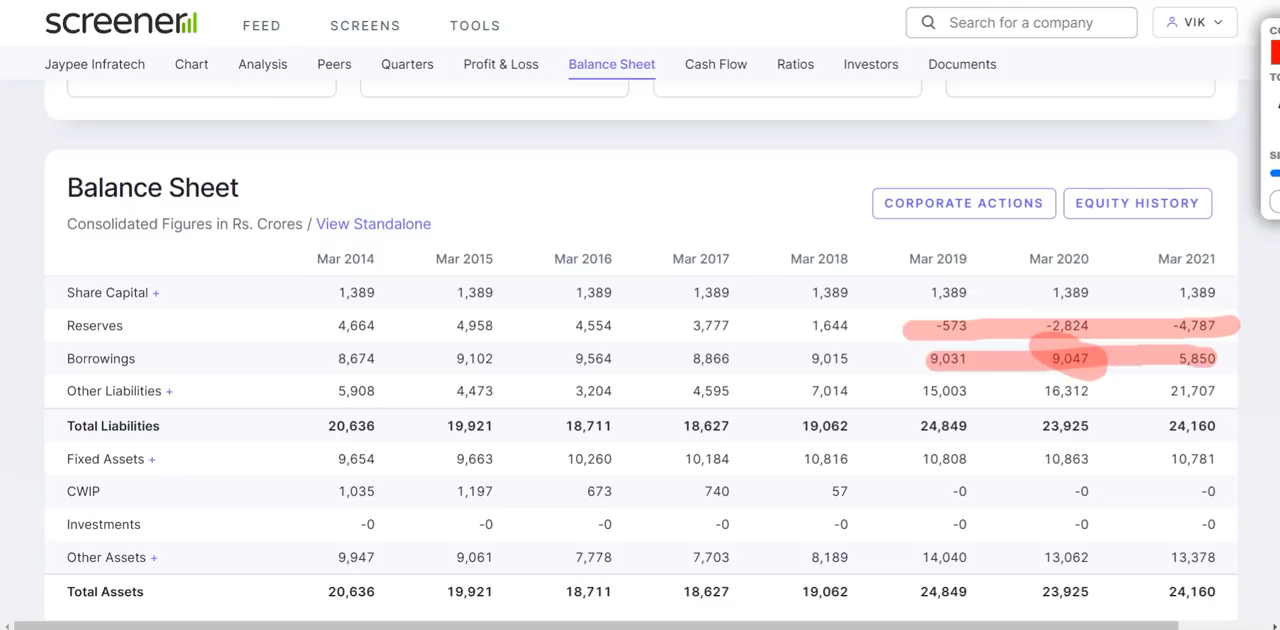 screener FEED SCREENS TOOLS Search for a company VIK
Jaypee Infratech Chart Analysis Peers Quarters Profit & Loss Balance Sheet Cash Flow Ratios Investors Documents
Balance Sheet
CORPORATE ACTIONS EQUITY HISTORY
Consolidated Figures in Rs. Crores / View Standalone
Mar 2014 Mar 2015 Mar 2016 Mar 2017 Mar 2018 Mar 2019 Mar 2020 Mar 2021
Share Capital + 1,389 1,389 1,389 1,389 1,389 1,389 1,389 1,389
Reserves 4,664 4,958 4,554 3,777 1,644 -573 -2,824 -4,787
Borrowings 8,674 9,102 9,564 8,866 9,015 9,031 9,047 5,850
Other Liabilities + 5,908 4,473 3,204 4,595 7,014 15,003 16,312 21,707
Total Liabilities 20,636 19,921 18,711 18,627 19,062 24,849 23,925 24,160
Fixed Assets + 9,654 9,663 10,260 10,184 10,816 10,808 10,863 10,781
CWIP 1,035 1,197 673 740 57 -0 -0 -0
Investments -0 -0 -0 -0 -0 -0 -0 -0
Other Assets + 9,947 9,061 7,778 7,703 8,189 14,040 13,062 13,378
Total Assets 20,636 19,921 18,711 18,627 19,062 24,849 23,925 24,160